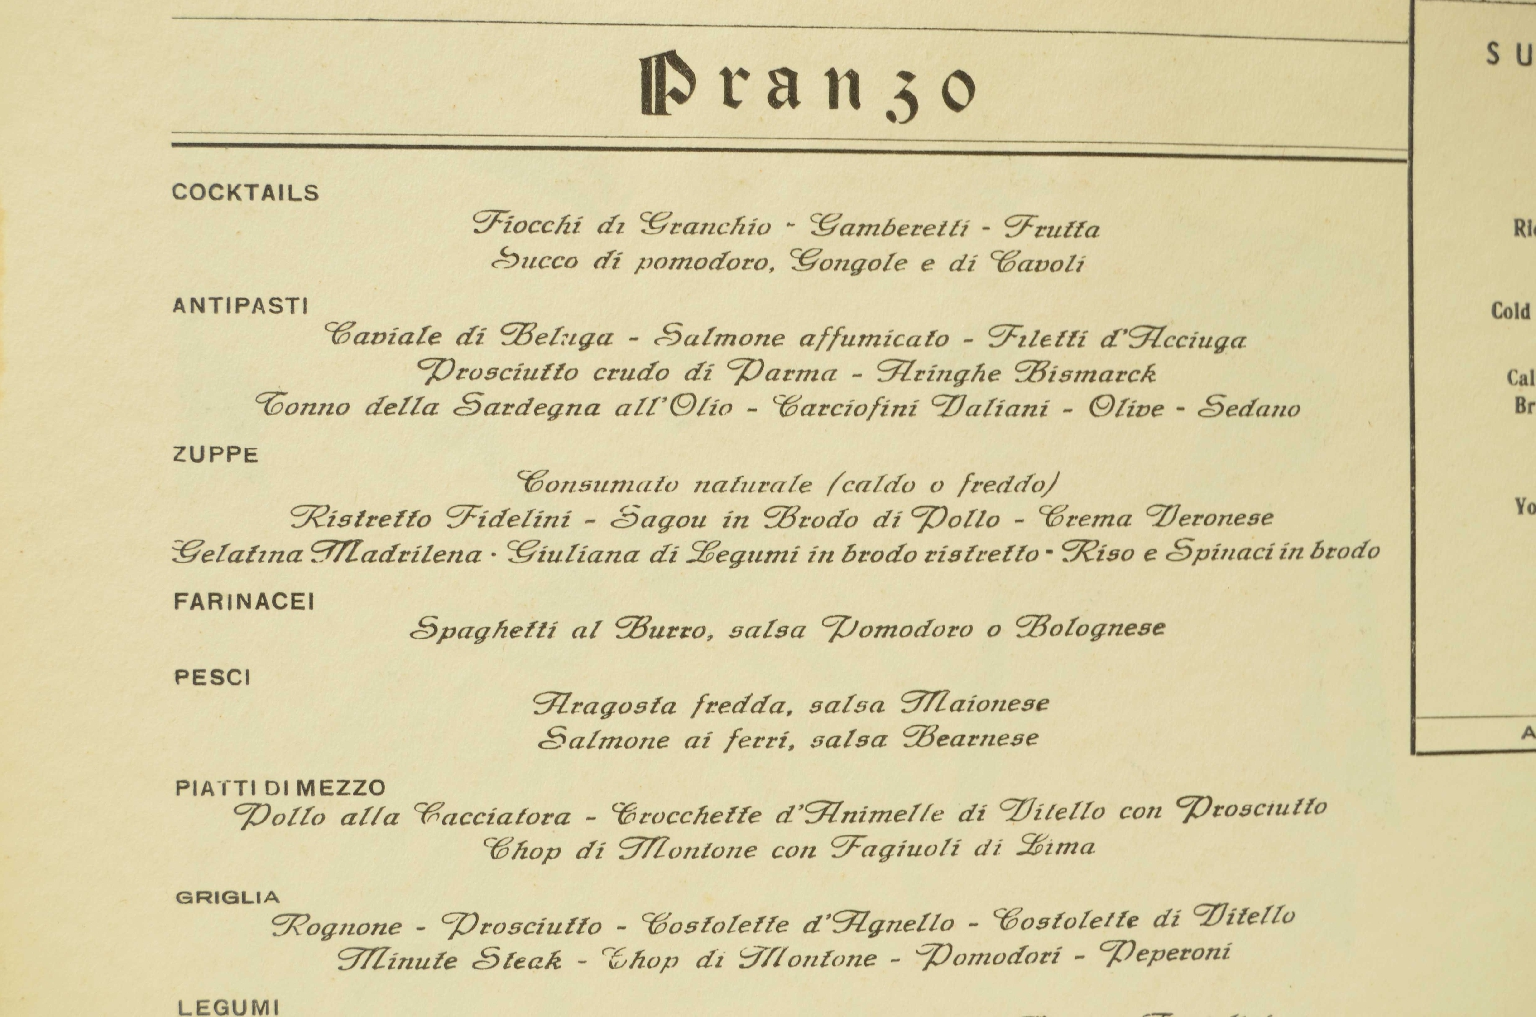 Pranzo
COCKTAILS
Fiocchi di Granchio - Gamberetti - Frutta
Succo di pomodoro, Gongole e di Cavoli
ANTIPASTI
Caviale di Beluga - Salmone affumicato - Filetti d'Acciuga
Prosciutto crudo di Parma - Aringhe Bismarck
Tonno della Sardegna all'Olio - Carciofini Valiani - Olive - Sedano
ZUPPE
Consumato naturale (caldo o freddo)
Ristretto Fidelini - Sagou in Brodo di Pollo - Crema Veronese
Gelatina Madrilena - Giuliana di Legumi in brodo ristretto - Riso e Spinaci in brodo
FARINACEI
Spaghetti al Burro, salsa Pomodoro o Bolognese
PESCI
Aragosta fredda, salsa Maionese
Salmone ai ferri, salsa Bearnese
PIATTI DI MEZZO
Pollo alla Cacciatora - Crocchette d'Animelle di Vitello con Prosciutto
Chop di Montone con Fagiuoli di Lima
GRIGLIA
Rognone - Prosciutto - Costolette d'Agnello - Costolette di Vitello
Minute Steak - Chop di Montone - Pomodori - Peperoni
LEGUMI
SU
Cold